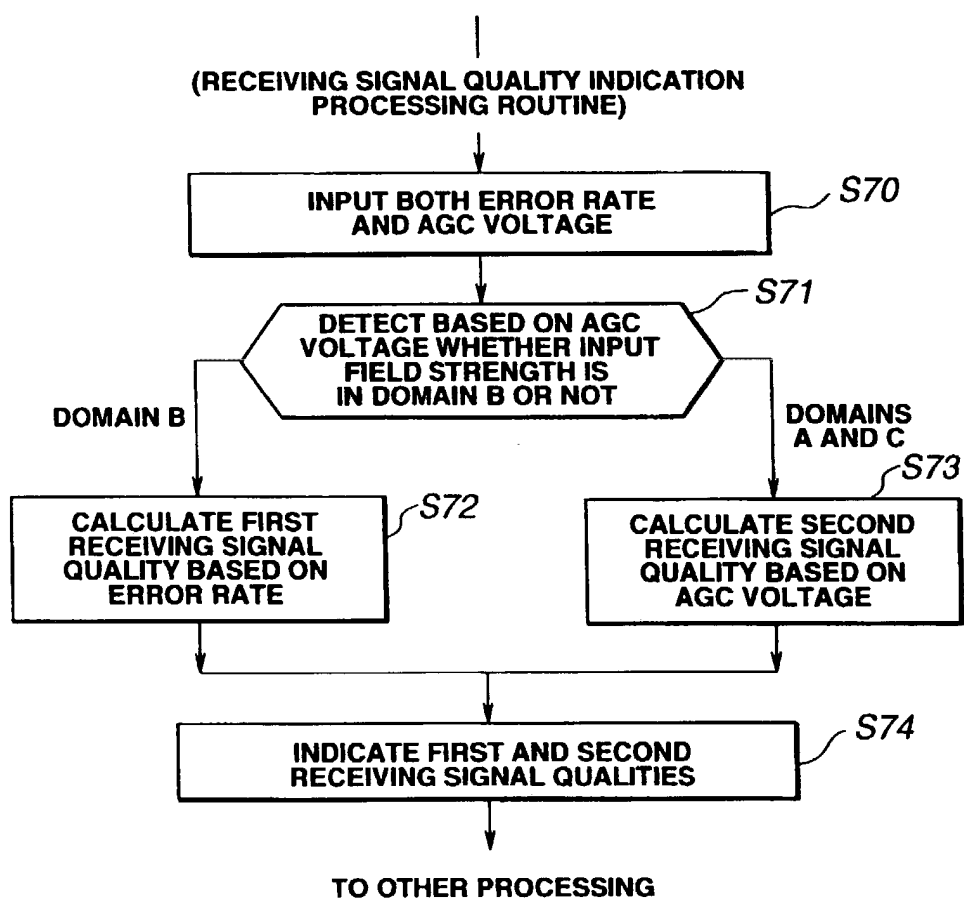 (RECEIVING SIGNAL QUALITY INDICATION
PROCESSING ROUTINE)
INPUT BOTH ERROR RATE
AND AGC VOLTAGE
S70
DETECT BASED ON AGC
VOLTAGE WHETHER INPUT
FIELD STRENGTH IS
IN DOMAIN B OR NOT
S71
DOMAIN B
DOMAINS
A AND C
CALCULATE FIRST
RECEIVING SIGNAL
QUALITY BASED ON
ERROR RATE
S72
CALCULATE SECOND
RECEIVING SIGNAL
QUALITY BASED ON
AGC VOLTAGE
S73
INDICATE FIRST AND SECOND
RECEIVING SIGNAL QUALITIES
S74
TO OTHER PROCESSING